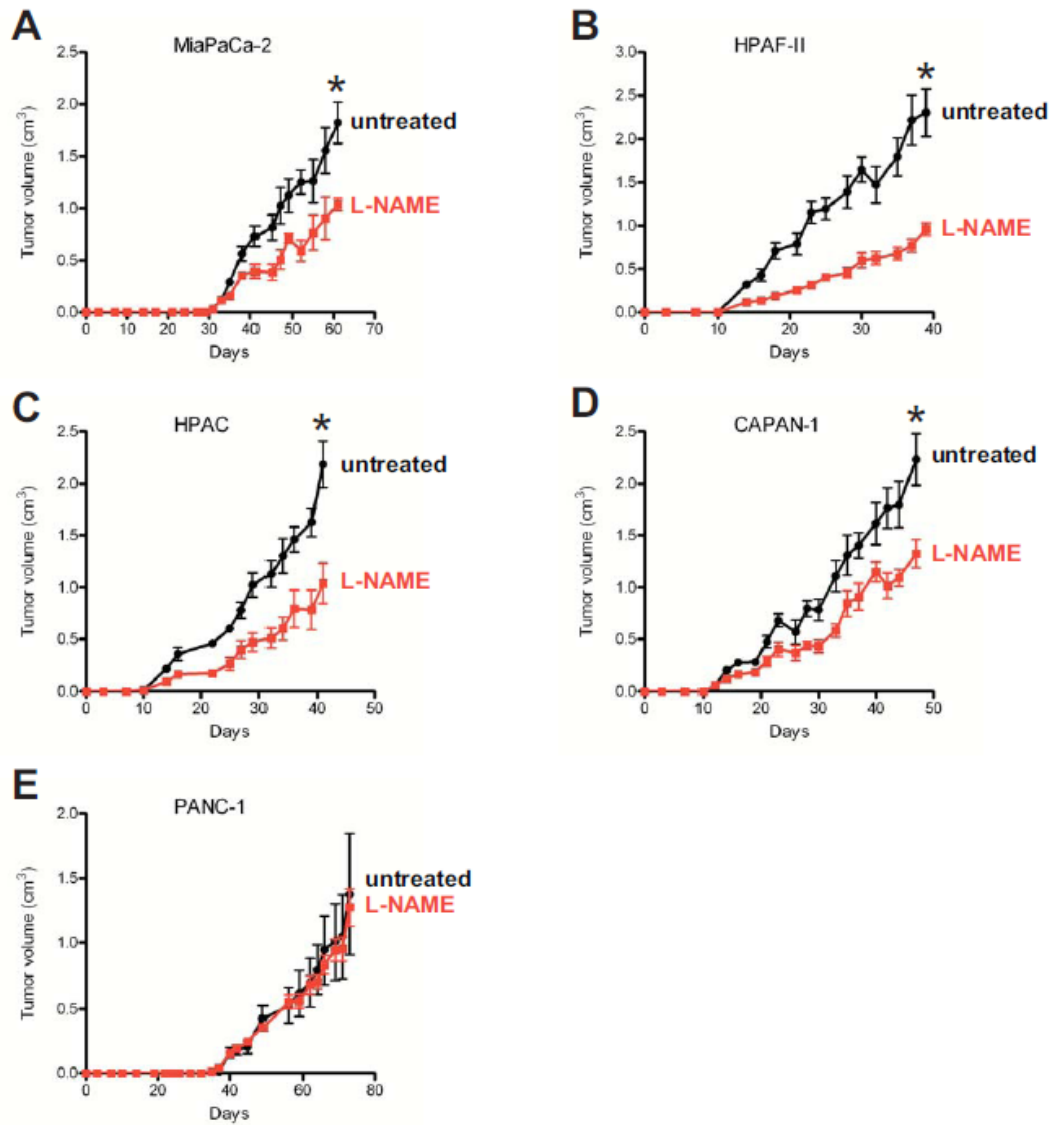 A
MiaPaCa-2
Tumor volume (cm³)
2.5
2.0
1.5
1.0
0.5
0.0
*
untreated
L-NAME
0 10 20 30 40 50 60 70
Days
B
HPAF-II
Tumor volume (cm³)
3.0
2.5
2.0
1.5
1.0
0.5
0.0
*
untreated
L-NAME
0 10 20 30 40
Days
C
HPAC
Tumor volume (cm³)
2.5
2.0
1.5
1.0
0.5
0.0
*
untreated
L-NAME
0 10 20 30 40 50
Days
D
CAPAN-1
Tumor volume (cm³)
2.5
2.0
1.5
1.0
0.5
0.0
*
untreated
L-NAME
0 10 20 30 40 50
Days
E
PANC-1
Tumor volume (cm³)
2.0
1.5
1.0
0.5
0.0
untreated
L-NAME
0 20 40 60 80
Days